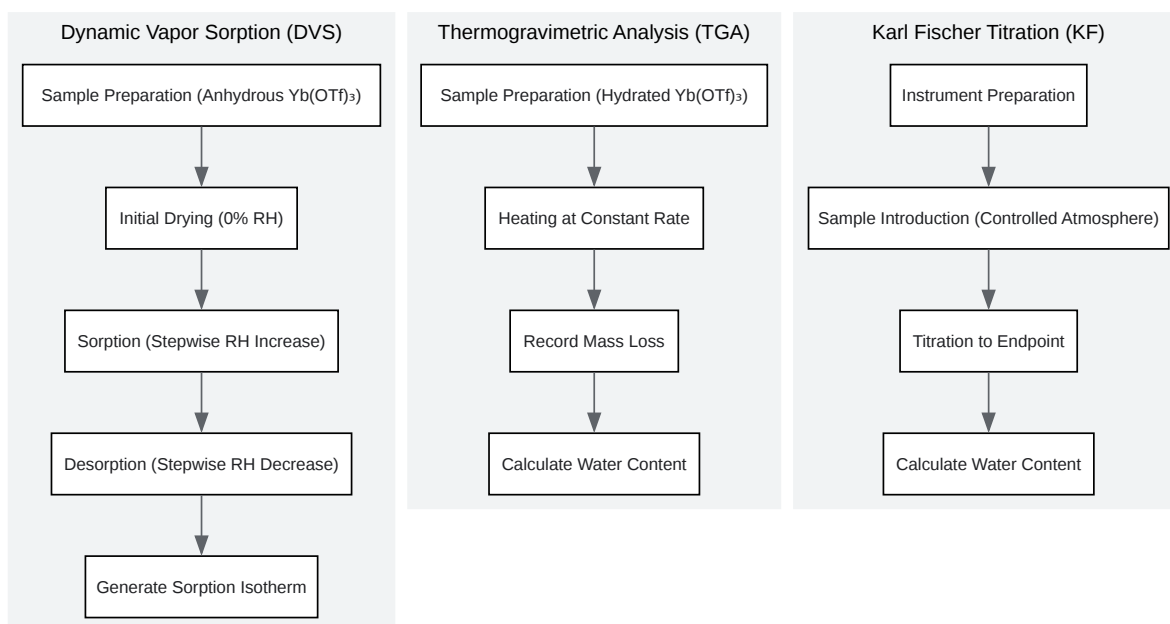 Dynamic Vapor Sorption (DVS)
Sample Preparation (Anhydrous Yb(OTf)₃)
Initial Drying (0% RH)
Sorption (Stepwise RH Increase)
Desorption (Stepwise RH Decrease)
Generate Sorption Isotherm
Thermogravimetric Analysis (TGA)
Sample Preparation (Hydrated Yb(OTf)₃)
Heating at Constant Rate
Record Mass Loss
Calculate Water Content
Karl Fischer Titration (KF)
Instrument Preparation
Sample Introduction (Controlled Atmosphere)
Titration to Endpoint
Calculate Water Content